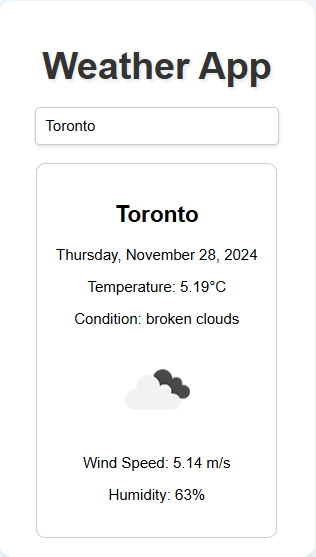 Weather App
Toronto
Toronto
Thursday, November 28, 2024
Temperature: 5.19°C
Condition: broken clouds
Wind Speed: 5.14 m/s
Humidity: 63%